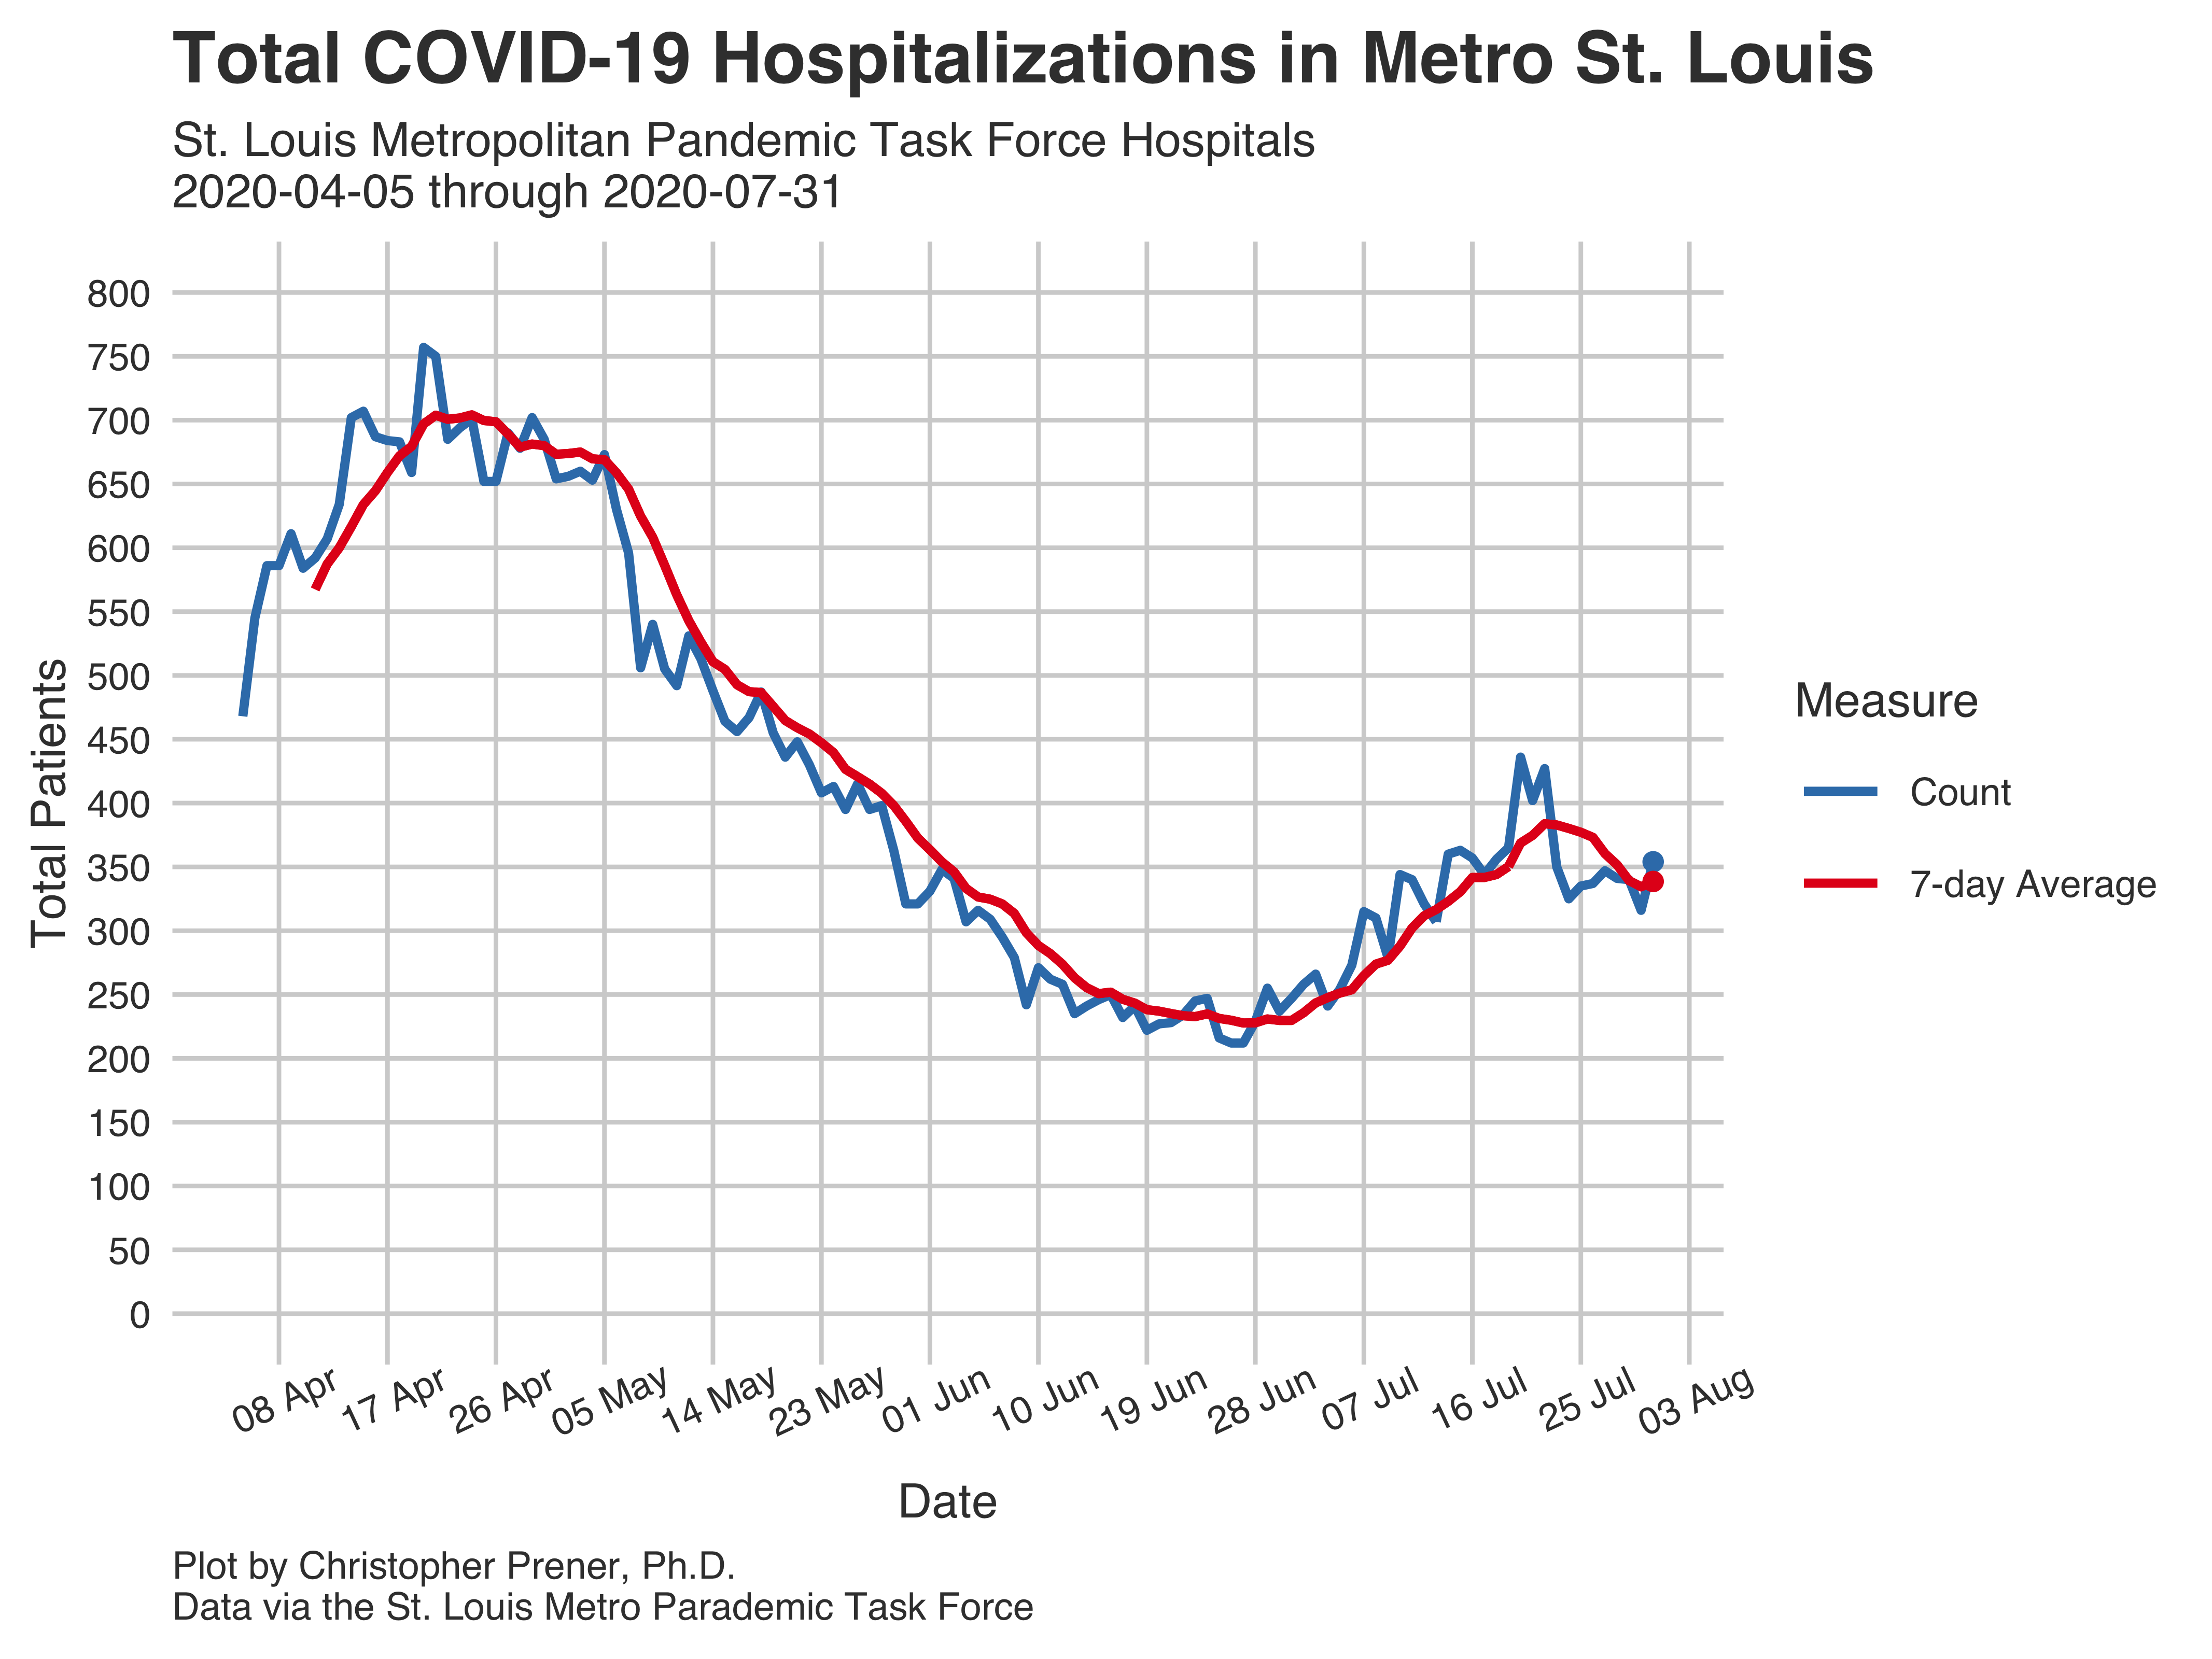 Total COVID-19 Hospitalizations in Metro St. Louis
St. Louis Metropolitan Pandemic Task Force Hospitals
2020-04-05 through 2020-07-31
800
750
700
650
600
550
500
450
400
350
300
250
200
150
100
50
0
Total Patients
08 Apr
17 Apr
26 Apr
05 May
14 May
23 May
01 Jun
10 Jun
19 Jun
28 Jun
07 Jul
16 Jul
25 Jul
03 Aug
Date
Measure
Count
7-day Average
Plot by Christopher Prener, Ph.D.
Data via the St. Louis Metro Parademic Task Force